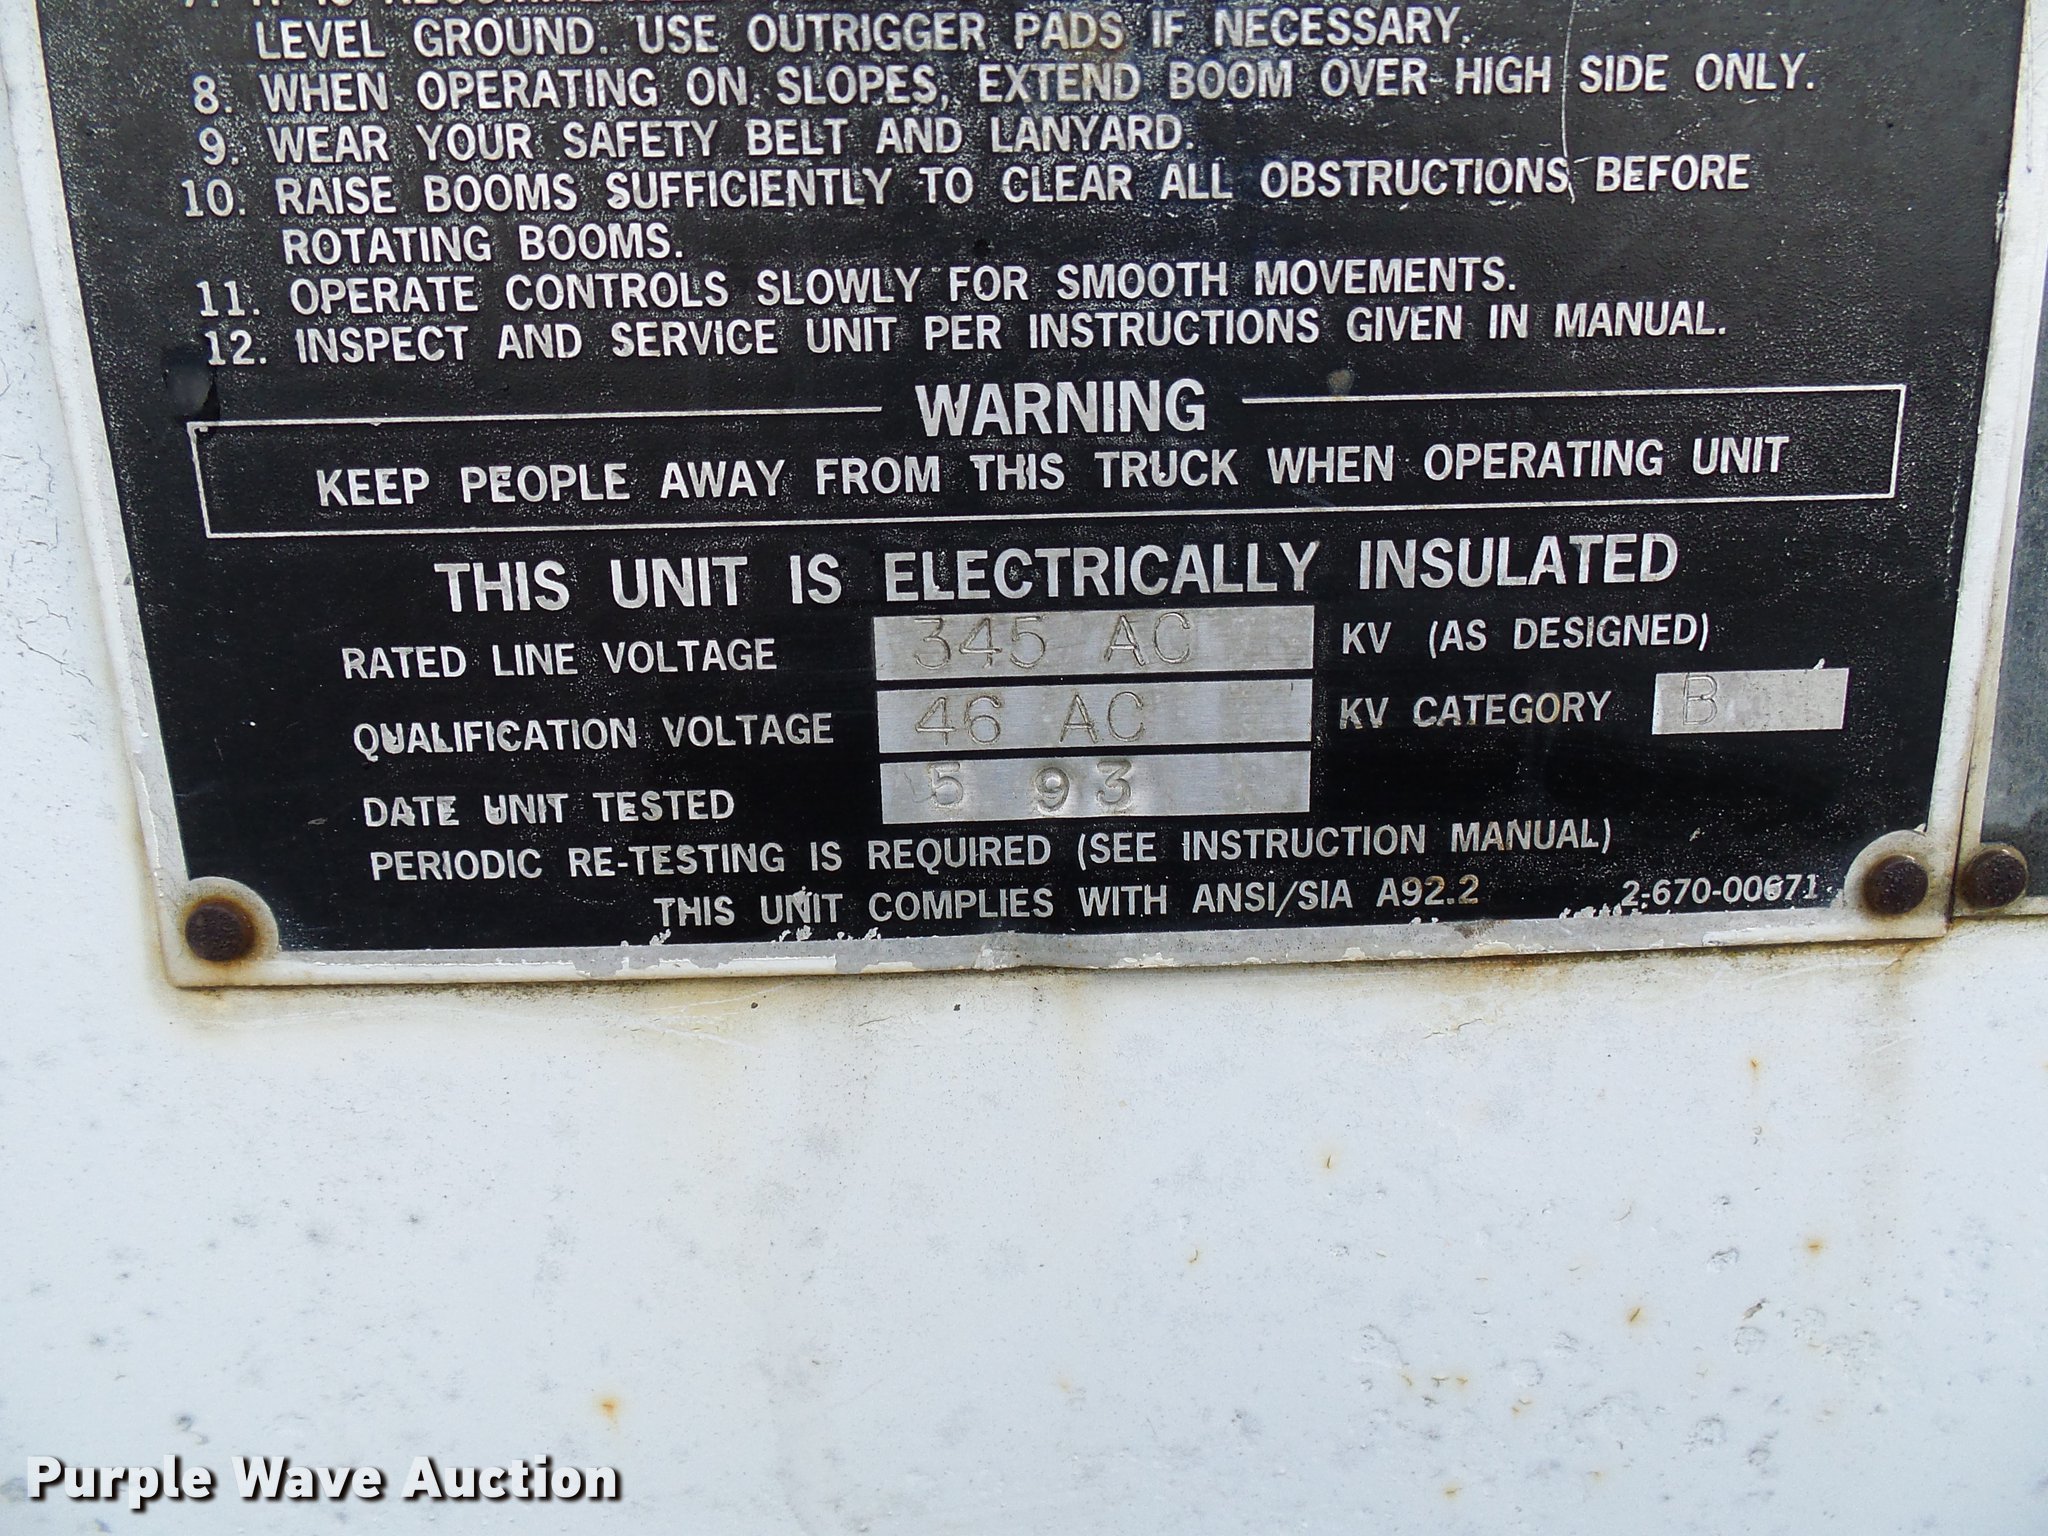 LEVEL GROUND. USE OUTRIGGER PADS IF NECESSARY.
8. WHEN OPERATING ON SLOPES, EXTEND BOOM OVER HIGH SIDE ONLY.
9. WEAR YOUR SAFETY BELT AND LANYARD.
10. RAISE BOOMS SUFFICIENTLY TO CLEAR ALL OBSTRUCTIONS BEFORE
ROTATING BOOMS.
11. OPERATE CONTROLS SLOWLY FOR SMOOTH MOVEMENTS.
12. INSPECT AND SERVICE UNIT PER INSTRUCTIONS GIVEN IN MANUAL.
WARNING
KEEP PEOPLE AWAY FROM THIS TRUCK WHEN OPERATING UNIT
THIS UNIT IS ELECTRICALLY INSULATED
RATED LINE VOLTAGE 345 AC KV (AS DESIGNED)
QUALIFICATION VOLTAGE 46 AC KV CATEGORY B
DATE UNIT TESTED 5 93
PERIODIC RE-TESTING IS REQUIRED (SEE INSTRUCTION MANUAL)
THIS UNIT COMPLIES WITH ANSI/SIA A92.2 2-670-00671
Purple Wave Auction